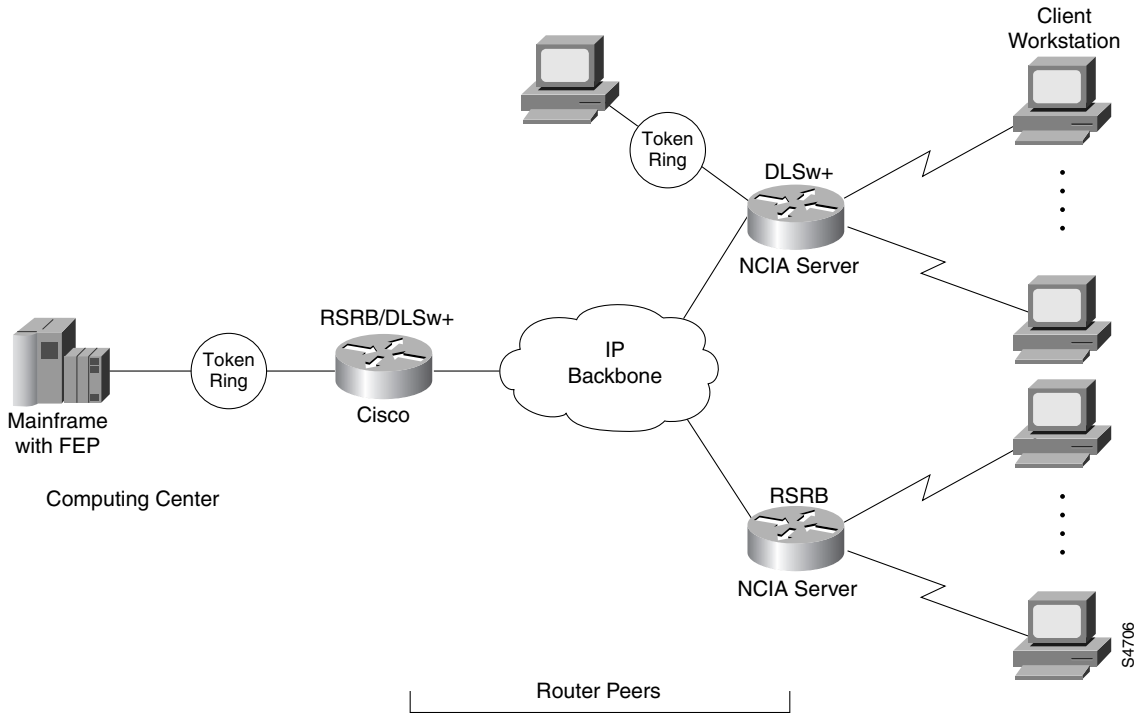 Client
Workstation
Token
Ring
DLSw+
NCIA Server
RSRB/DLSw+
IP
Backbone
Token
Ring
Cisco
Mainframe
with FEP
Computing Center
RSRB
NCIA Server
Router Peers
S4706